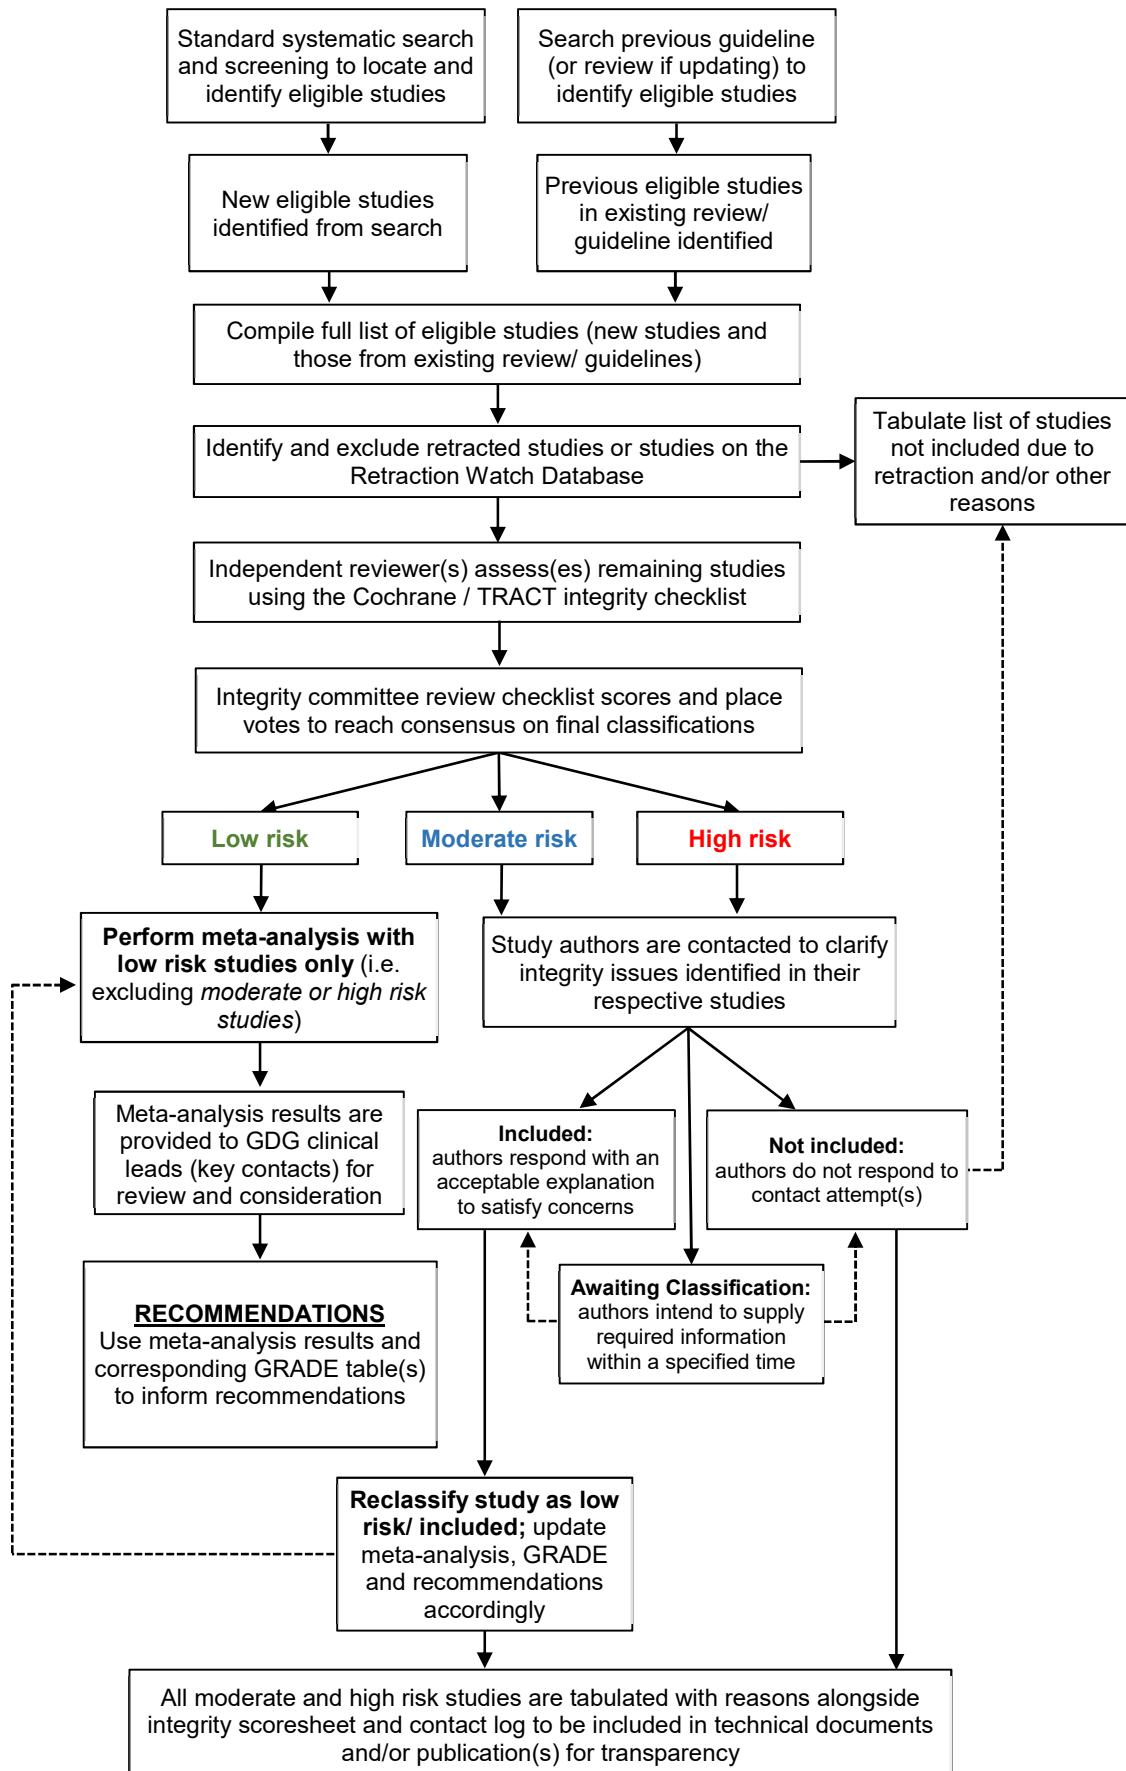 Standard systematic search
and screening to locate and
identify eligible studies
Search previous guideline
(or review if updating) to
identify eligible studies
New eligible studies
identified from search
Previous eligible studies
in existing review/
guideline identified
Compile full list of eligible studies (new studies and
those from existing review/ guidelines)
Identify and exclude retracted studies or studies on the
Retraction Watch Database
Tabulate list of studies
not included due to
retraction and/or other
reasons
Independent reviewer(s) assess(es) remaining studies
using the Cochrane / TRACT integrity checklist
Integrity committee review checklist scores and place
votes to reach consensus on final classifications
Low risk
Moderate risk
High risk
Perform meta-analysis with
low risk studies only (i.e.
excluding moderate or high risk
studies)
Study authors are contacted to clarify
integrity issues identified in their
respective studies
Meta-analysis results are
provided to GDG clinical
leads (key contacts) for
review and consideration
Included:
authors respond with an
acceptable explanation
to satisfy concerns
Not included:
authors do not respond to
contact attempt(s)
Awaiting Classification:
authors intend to supply
required information
within a specified time
RECOMMENDATIONS
Use meta-analysis results and
corresponding GRADE table(s)
to inform recommendations
Reclassify study as low
risk/ included; update
meta-analysis, GRADE
and recommendations
accordingly
All moderate and high risk studies are tabulated with reasons alongside
integrity scoresheet and contact log to be included in technical documents
and/or publication(s) for transparency